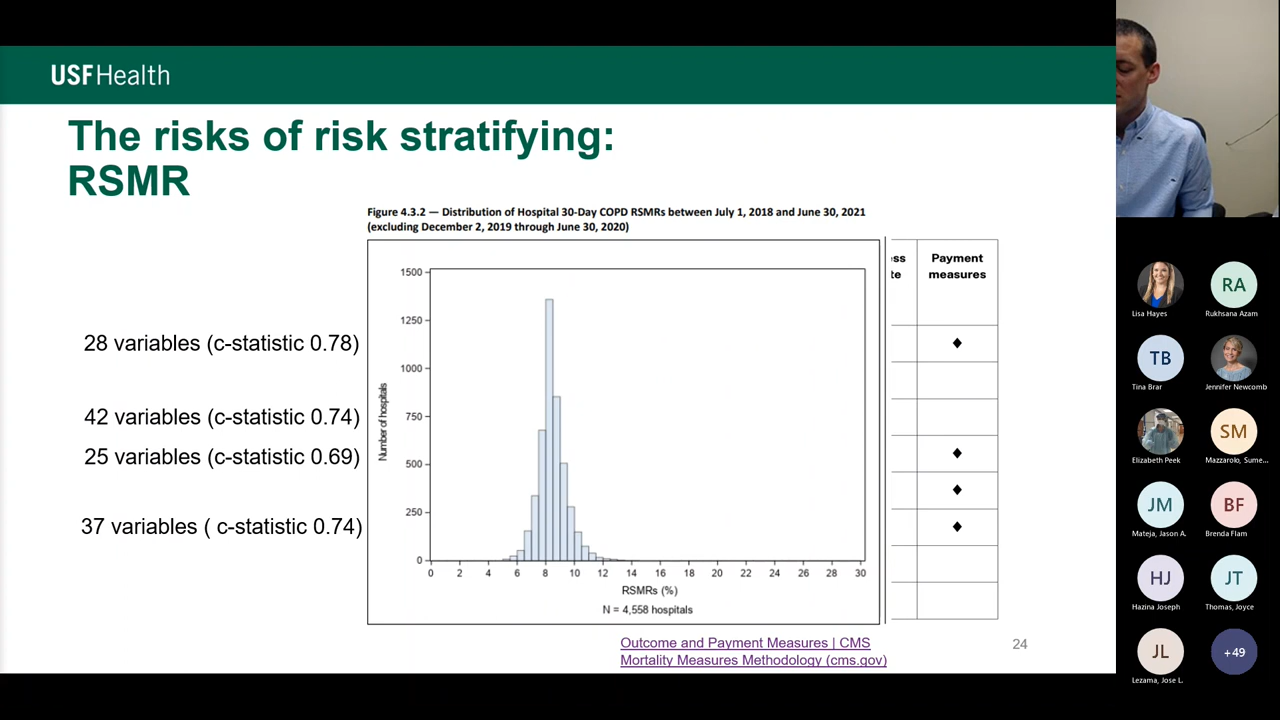 USFHealth
The risks of risk stratifying:
RSMR
Figure 4.3.2 — Distribution of Hospital 30-Day COPD RSMRs between July 1, 2018 and June 30, 2021
(excluding December 2, 2019 through June 30, 2020)
28 variables (c-statistic 0.78)
42 variables (c-statistic 0.74)
25 variables (c-statistic 0.69)
37 variables ( c-statistic 0.74)
Number of hospitals
1500
1250
1000
750
500
250
0
0 2 4 6 8 10 12 14 16 18 20 22 24 26 28 30
RSMRs (%)
N = 4,558 hospitals
ess
te
Payment
measures
Outcome and Payment Measures | CMS
Mortality Measures Methodology (cms.gov)
24
Lisa Hayes
RA
Rukhsana Azam
TB
Tina Brar
Jennifer Newcomb
Elizabeth Peek
SM
Mazzarolo, Sume...
JM
Mateja, Jason A.
BF
Brenda Flam
HJ
Hazina Joseph
JT
Thomas, Joyce
JL
Lezama, Jose L.
+49